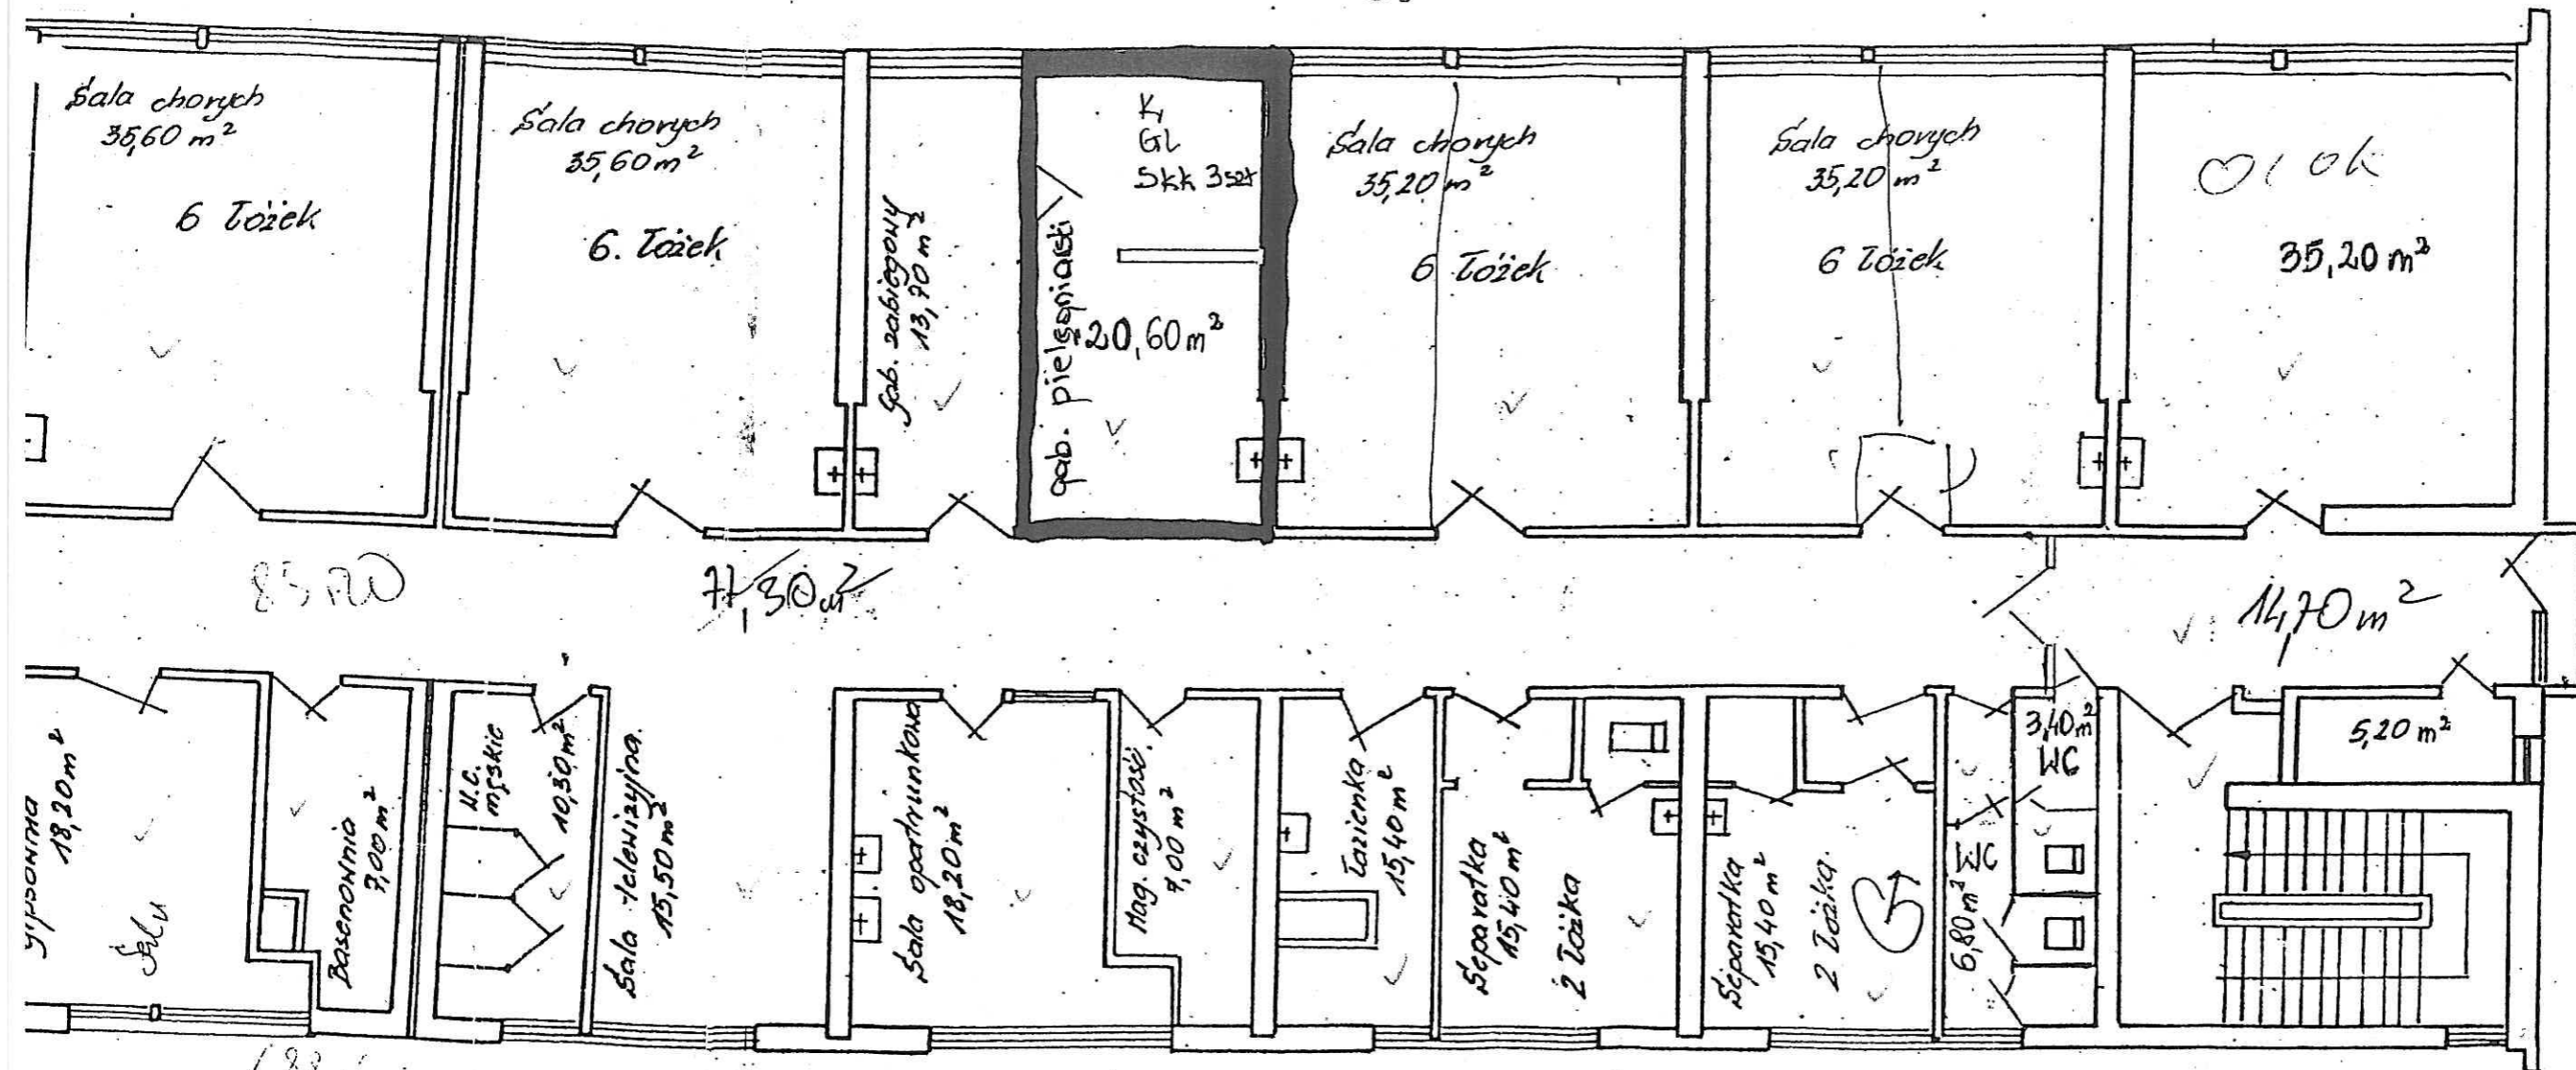 Sala chorych
35,60 m²
6 łóżek
Sala chorych
35,60 m²
6. łóżek
Gab. zabiegowy
13,70 m²
K,
Gl
Skk 3szt
gab. pielęgniarski
20,60 m²
Sala chorych
35,20 m²
6 łóżek
Sala chorych
35,20 m²
6 łóżek
35,20 m²
77,30 m²
14,70 m²
18,20 m²
Basenownia
7,00 m²
W.C.
męskie
10,30 m²
Sala telewizyjna.
15,50 m²
Sala opatrunkowa
18,20 m²
Mag. czystość.
7,00 m²
Łazienka
15,40 m²
Separatka
15,40 m²
2 łóżka
Separatka
15,40 m²
2 łóżka.
WC
6,80 m²
3,40 m²
WC
5,20 m²